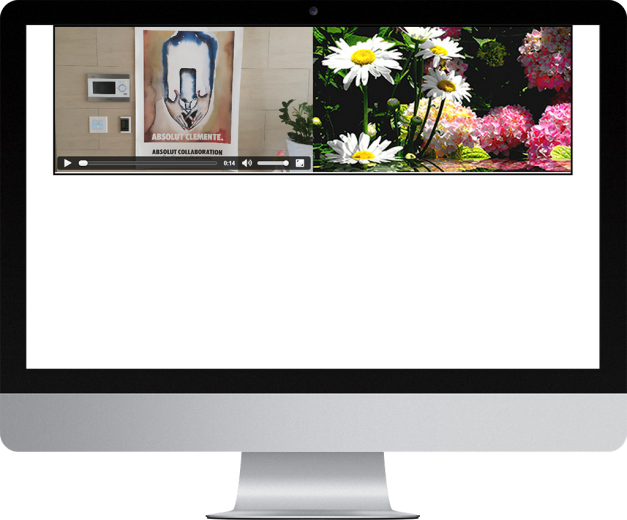 ABSOLUT CLEMENTE.
ABSOLUT COLLABORATION
0:14